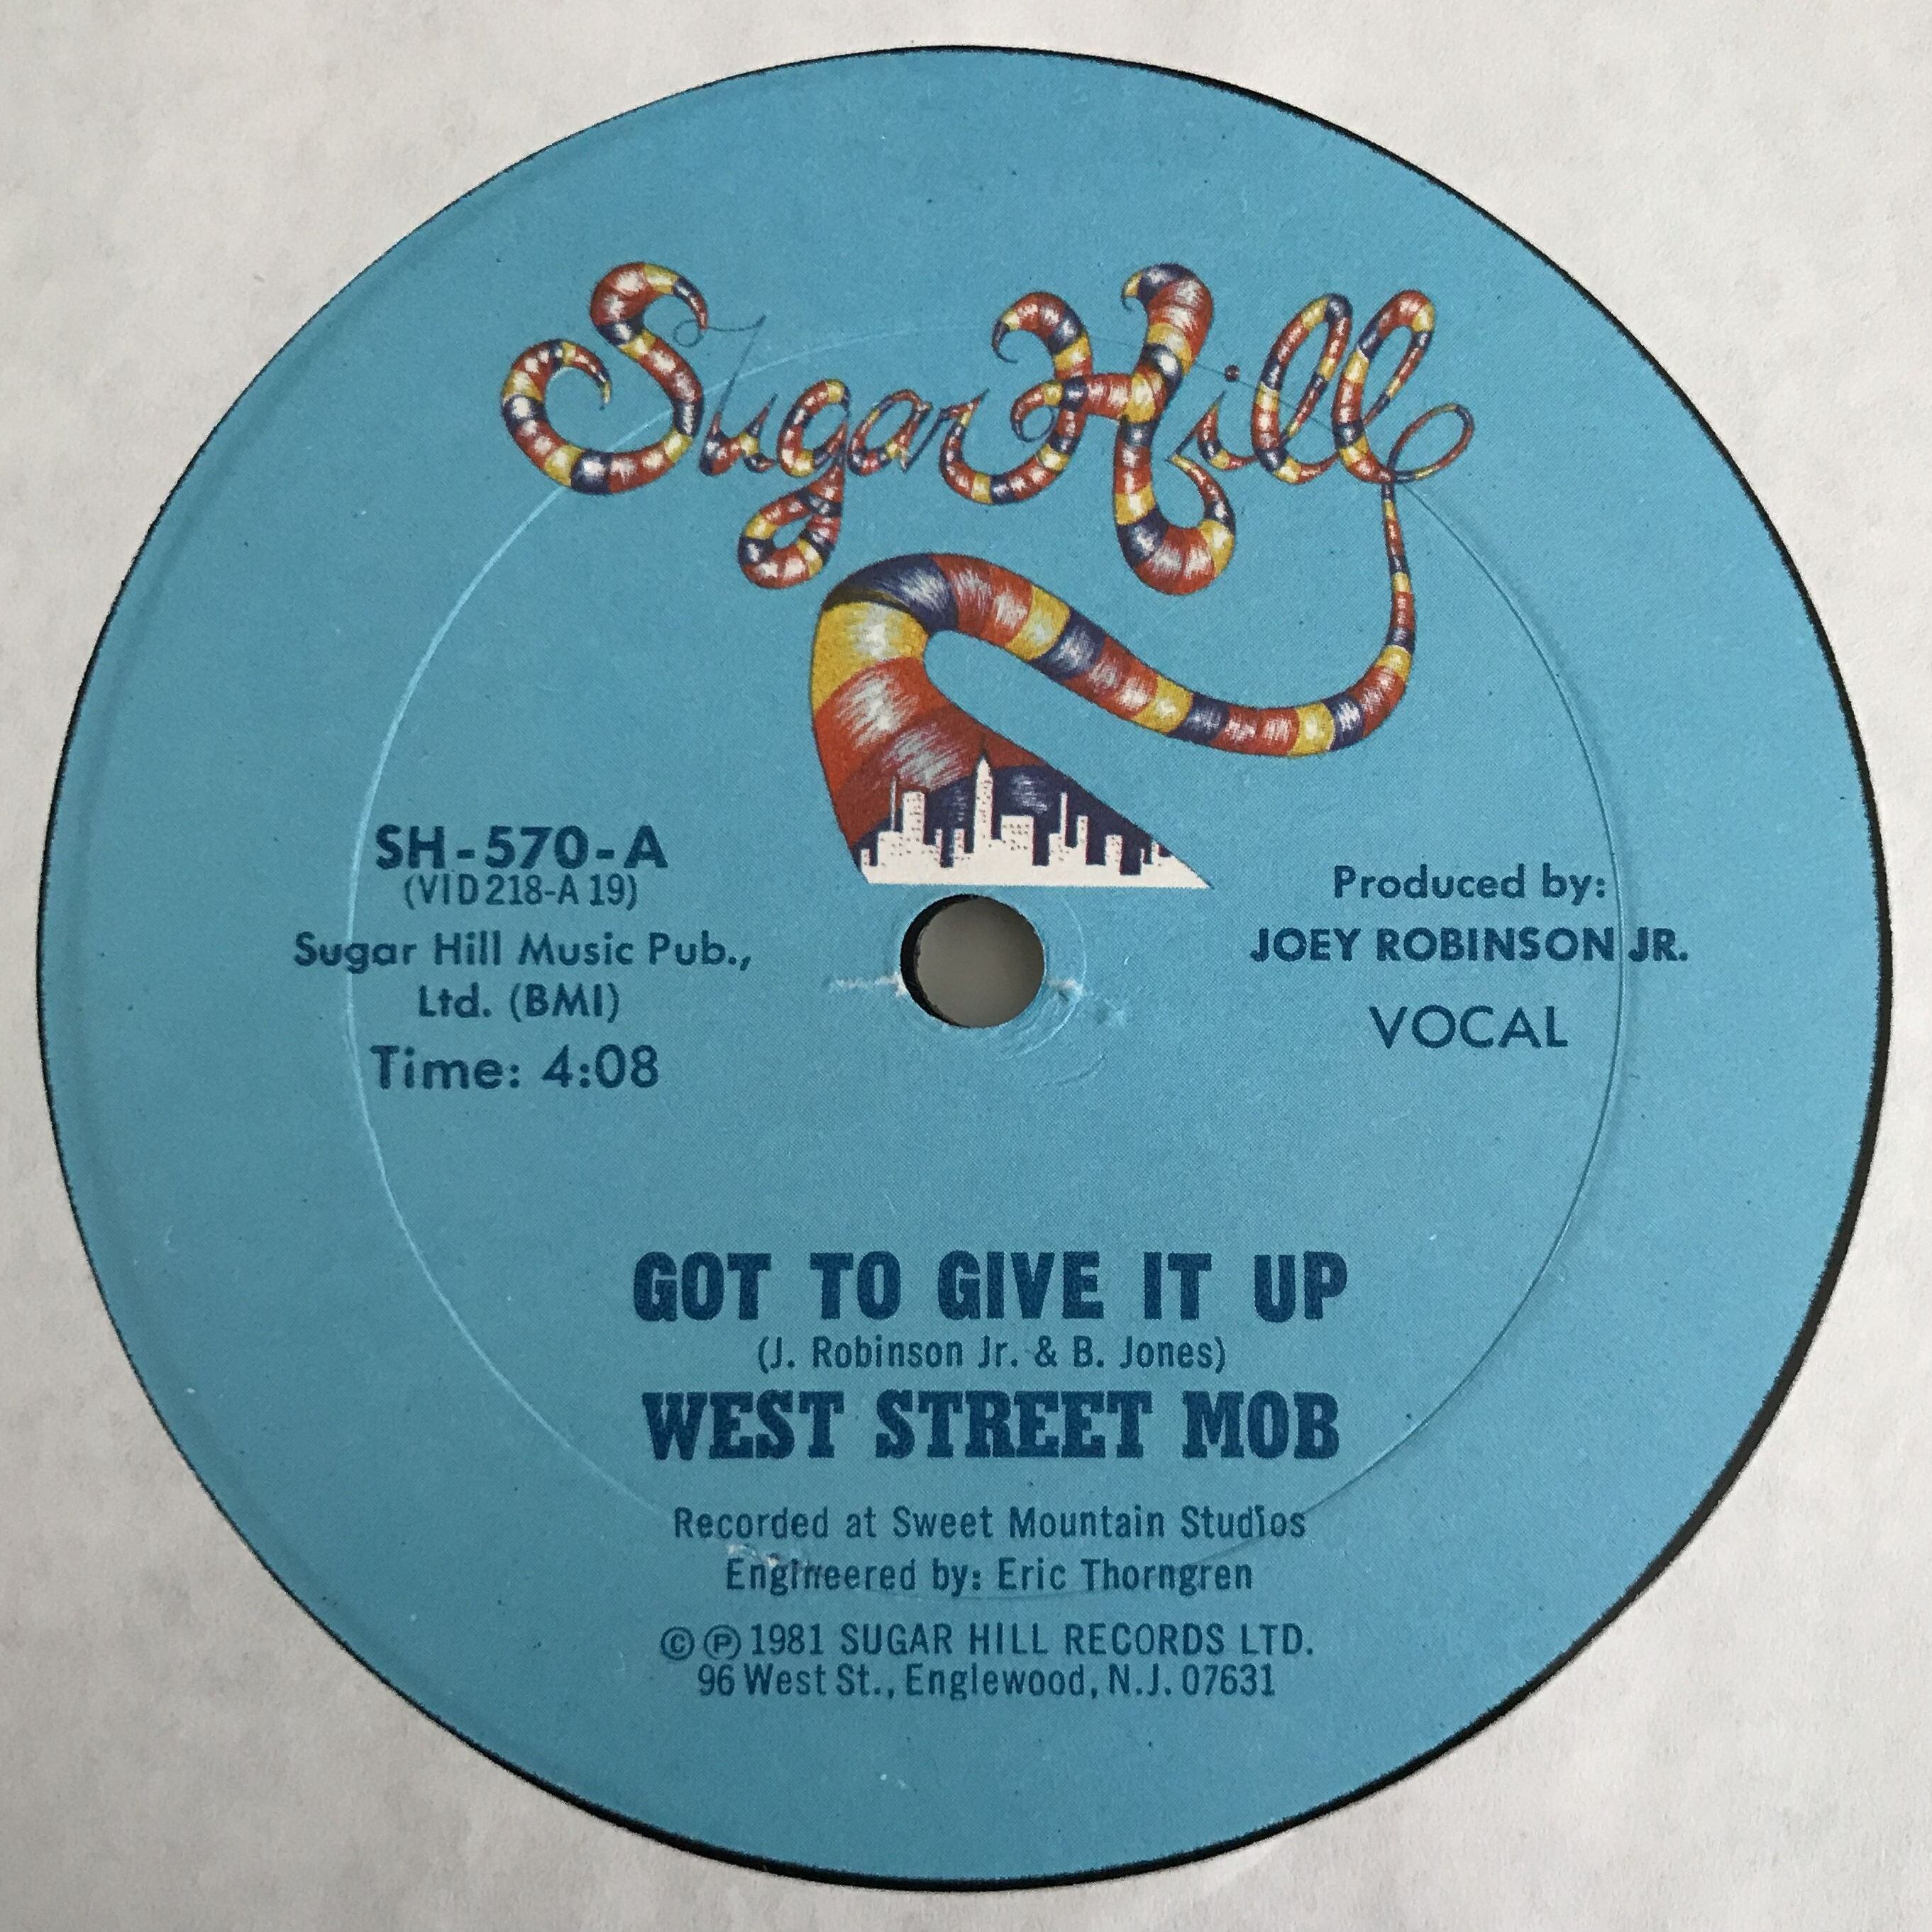 Sugar Hill
SH-570-A
(VID 218-A 19)
Sugar Hill Music Pub.,
Ltd. (BMI)
Time: 4:08
Produced by:
JOEY ROBINSON JR.
VOCAL
GOT TO GIVE IT UP
(J. Robinson Jr. & B. Jones)
WEST STREET MOB
Recorded at Sweet Mountain Studios
Engineered by: Eric Thorngren
© ℗ 1981 SUGAR HILL RECORDS LTD.
96 West St., Englewood, N.J. 07631